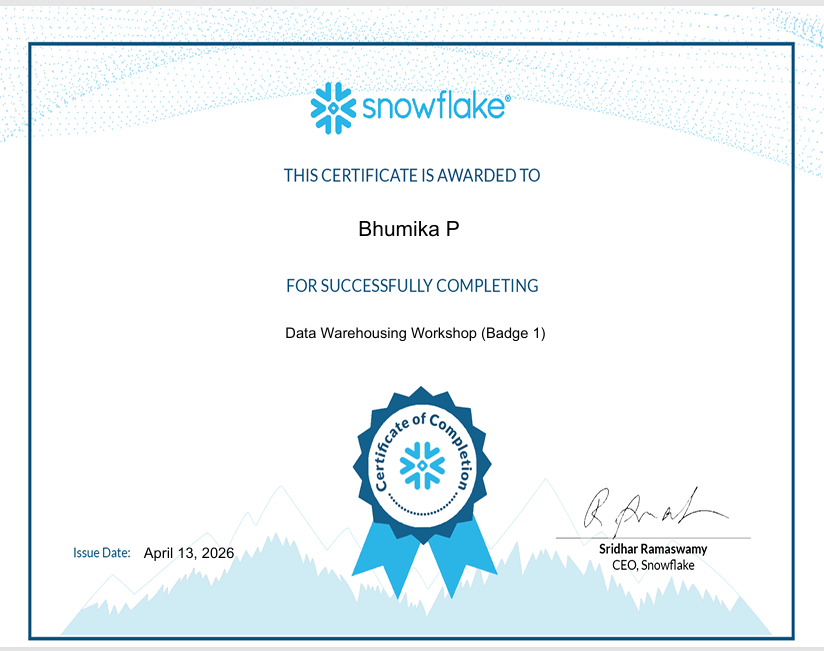 snowflake®
THIS CERTIFICATE IS AWARDED TO
Bhumika P
FOR SUCCESSFULLY COMPLETING
Data Warehousing Workshop (Badge 1)
Certificate of Completion
Issue Date: April 13, 2026
Sridhar Ramaswamy
CEO, Snowflake